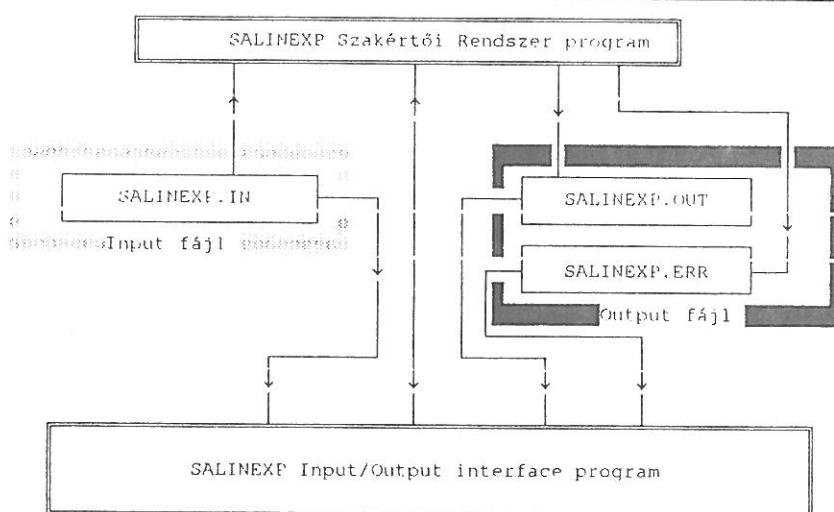 SALINEXP Szakértői Rendszer program
SALINEXP.IN
Input fájl
SALINEXP.OUT
SALINEXP.ERR
Output fájl
SALINEXP Input/Output interface program